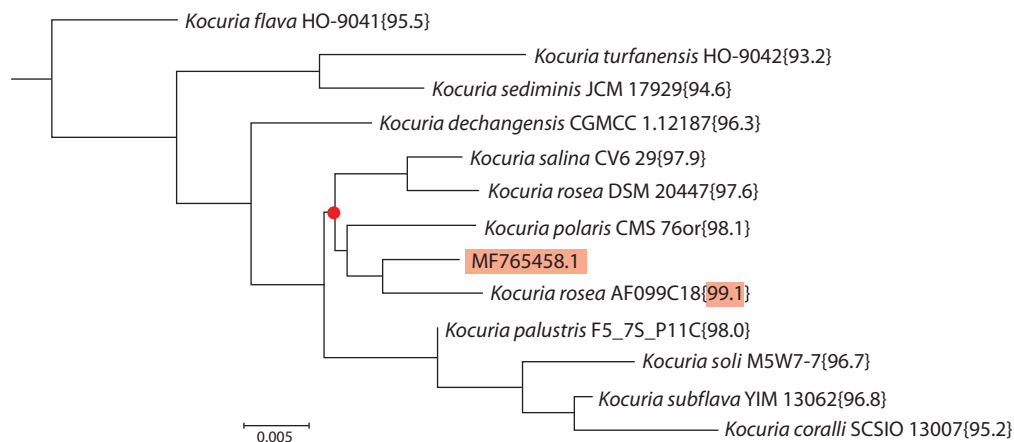 Kocuria flava HO-9041{95.5}
Kocuria turfanensis HO-9042{93.2}
Kocuria sediminis JCM 17929{94.6}
Kocuria dechangensis CGMCC 1.12187{96.3}
Kocuria salina CV6 29{97.9}
Kocuria rosea DSM 20447{97.6}
Kocuria polaris CMS 76or{98.1}
MF765458.1
Kocuria rosea AF099C18{99.1}
Kocuria palustris F5_7S_P11C{98.0}
Kocuria soli M5W7-7{96.7}
Kocuria subflava YIM 13062{96.8}
Kocuria coralli SCSIO 13007{95.2}
0.005